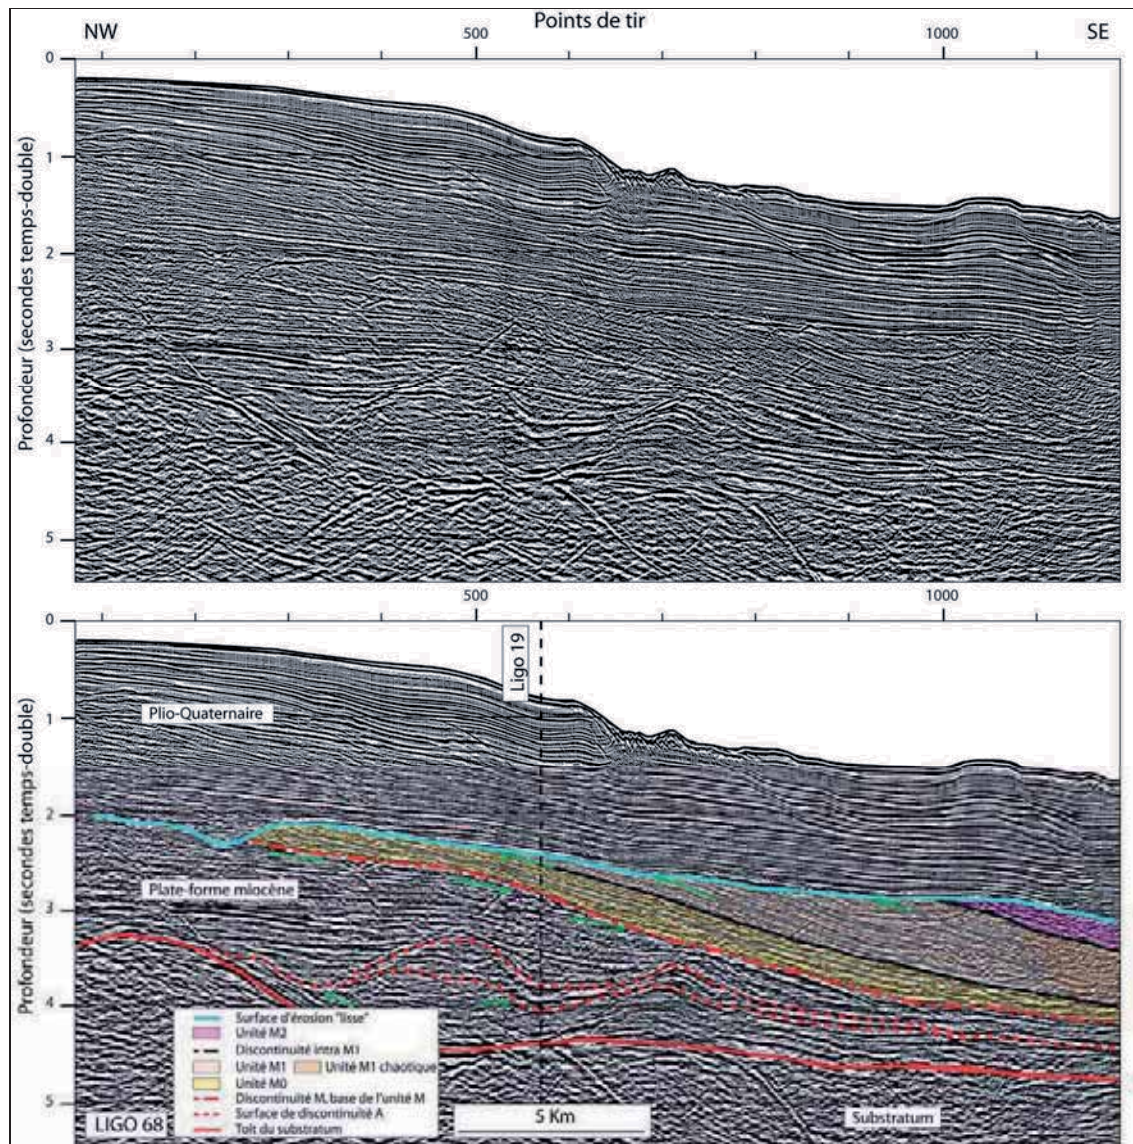 Points de tir
NW
500
1000
SE
0
1
2
3
4
5
Profondeur (secondes temps-double)
500
1000
0
1
2
3
4
5
Profondeur (secondes temps-double)
Ligo 19
Plio-Quaternaire
Plate-forme miocène
Surface d'érosion "lisse"
Unité M2
Discontinuité intra M1
Unité M1
Unité M1 chaotique
Unité M0
Discontinuité M, base de l'unité M
Surface de discontinuité A
Toit du substratum
LIGO 68
5 Km
Substratum